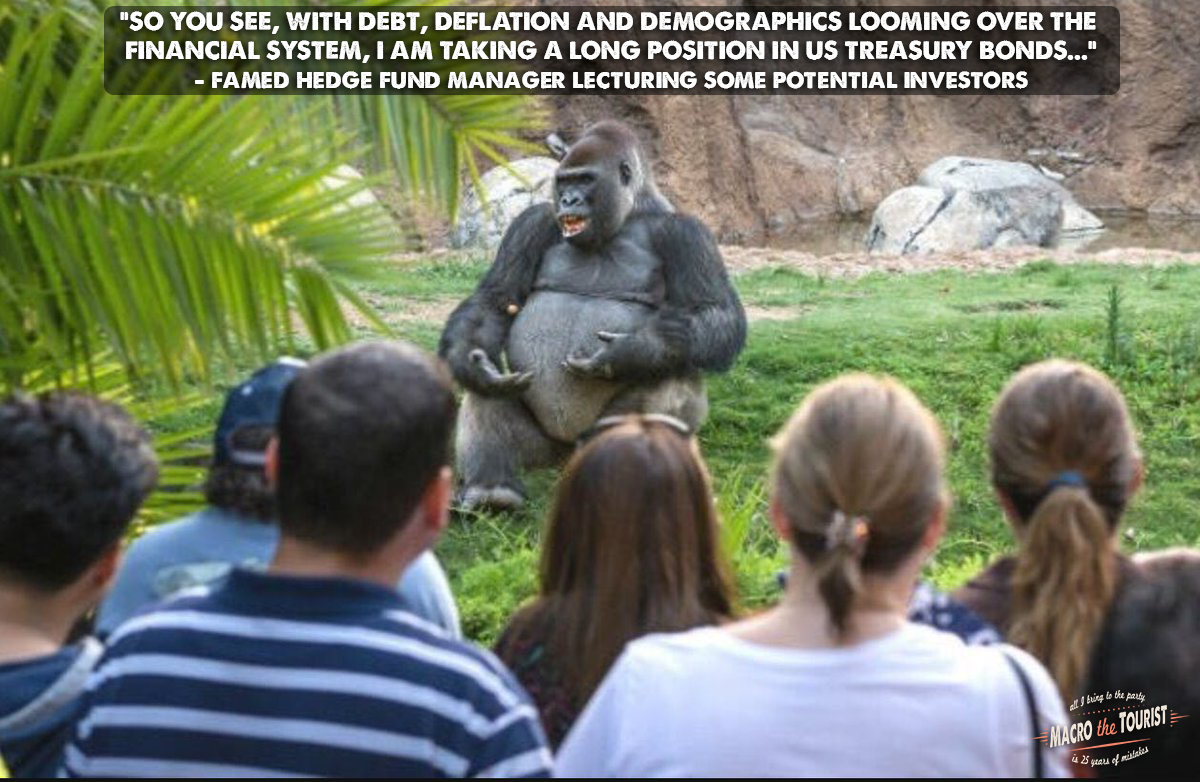 "SO YOU SEE, WITH DEBT, DEFLATION AND DEMOGRAPHICS LOOMING OVER THE
FINANCIAL SYSTEM, I AM TAKING A LONG POSITION IN US TREASURY BONDS..."
- FAMED HEDGE FUND MANAGER LECTURING SOME POTENTIAL INVESTORS
all I bring to the party
MACRO the TOURIST
is 25 years of mistakes